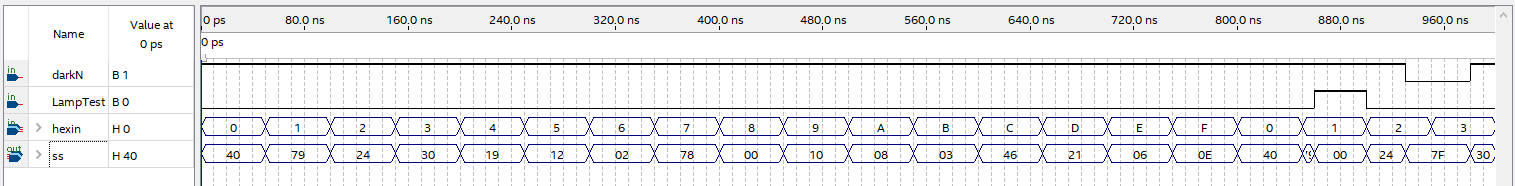 0 ps 80.0 ns 160.0 ns 240.0 ns 320.0 ns 400.0 ns 480.0 ns 560.0 ns 640.0 ns 720.0 ns 800.0 ns 880.0 ns 960.0 ns
Name Value at
0 ps
0 ps
in darkN B 1
in LampTest B 0
in hexin H 0 0 1 2 3 4 5 6 7 8 9 A B C D E F 0 1 2 3
out ss H 40 40 79 24 30 19 12 02 78 00 10 08 03 46 21 06 0E 40 00 24 7F 30